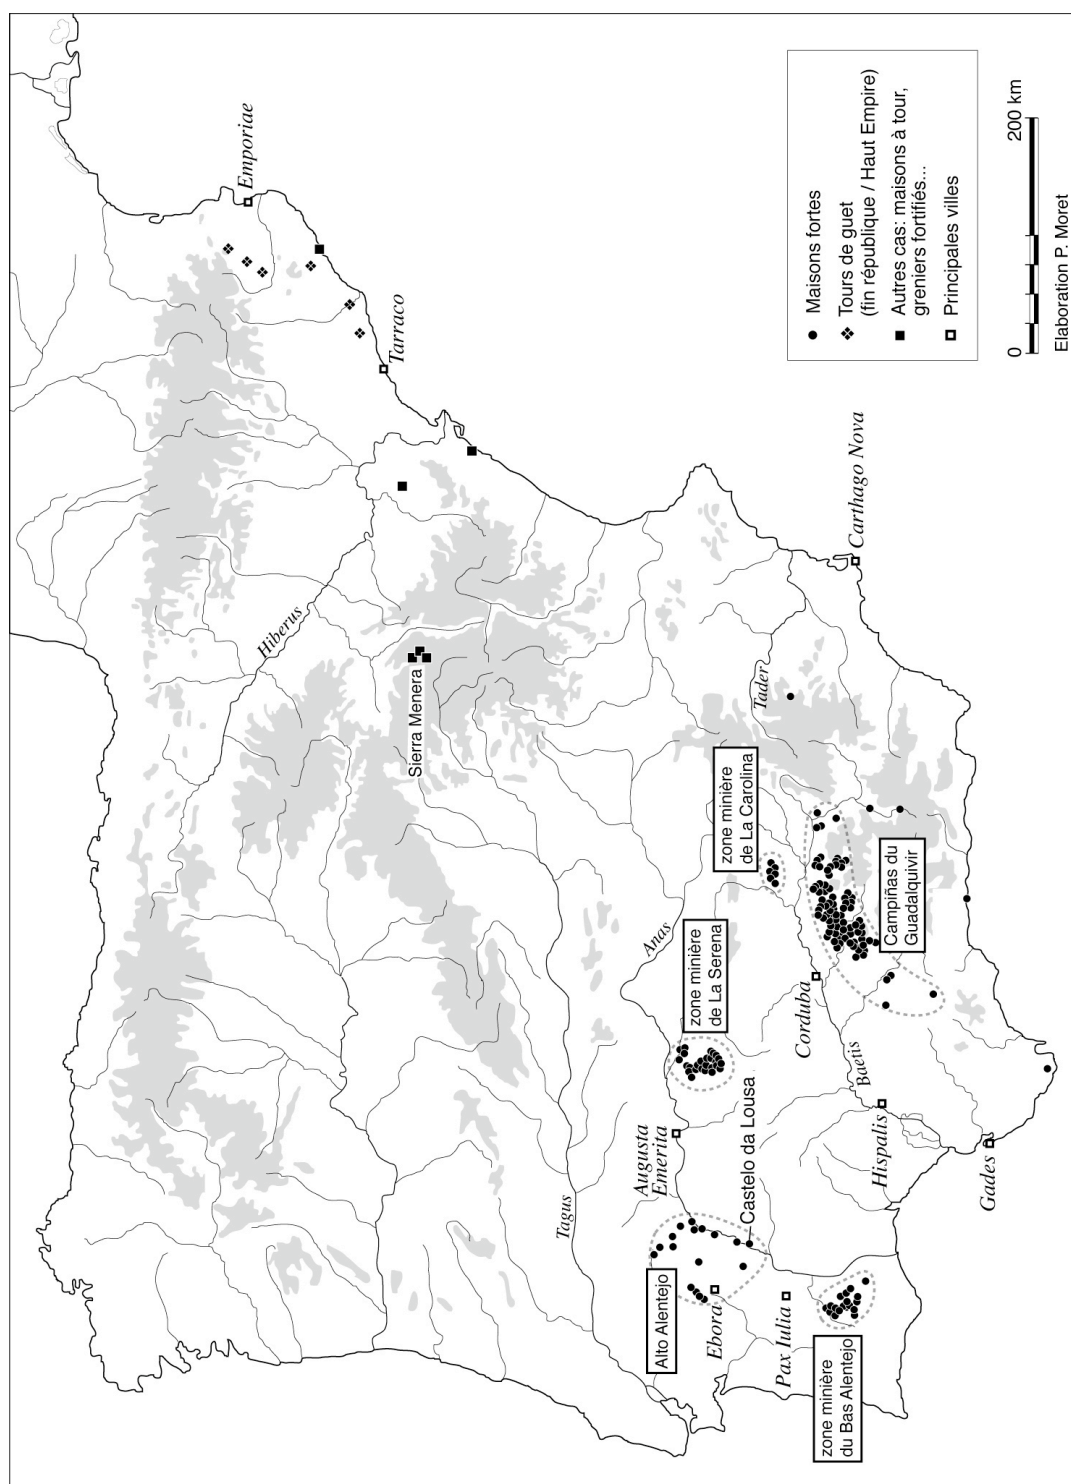 Emporiae
Tarraco
Hiberus
Sierra Menera
Carthago Nova
Tader
zone minière
de La Carolina
Anas
zone minière
de La Serena
Campiñas du
Guadalquivir
Corduba
Baetis
Tagus
Augusta
Emerita
Castelo da Lousa
Hispalis
Gades
Alto Alentejo
Ebora
Pax Iulia
zone minière
du Bas Alentejo
Maisons fortes
Tours de guet
(fin république / Haut Empire)
Autres cas: maisons à tour,
greniers fortifiés...
Principales villes
0 200 km
Elaboration P. Moret